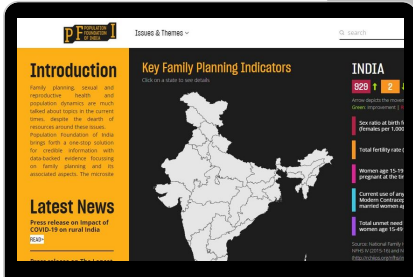 PF I
POPULATION
FOUNDATION
OF INDIA
Issues & Themes
search
Introduction
Family planning, sexual and
reproductive health and
population dynamics are much
talked about topics in the current
times, despite the dearth of
resources around these issues.
Population Foundation of India
brings forth a one-stop solution
for credible information with
data-backed evidence focussing
on family planning and its
associated aspects. The microsite
Latest News
Press release on Impact of
COVID-19 on rural India
READ+
Key Family Planning Indicators
Click on a state to see details
INDIA
929 2
Arrow depicts the
Green: improvement
Sex ratio at birth
(females per 1,000
Total fertility rate
Women age 15-19
pregnant at the
Current use of any
Modern
married women
Total unmet need
women age 15-49
Source: National Family